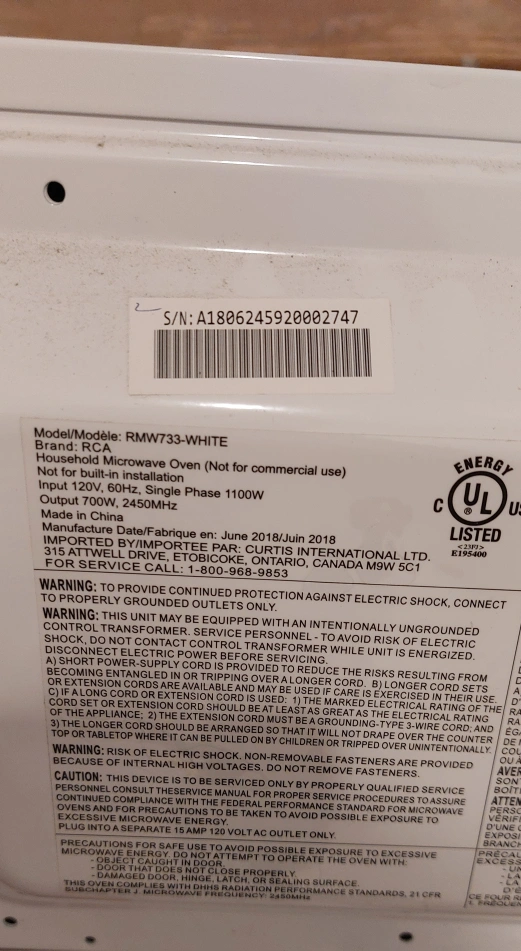 S/N: A1806245920002747
Model/Modèle: RMW733-WHITE
Brand: RCA
Household Microwave Oven (Not for commercial use)
Not for built-in installation
Input 120V, 60Hz, Single Phase 1100W
Output 700W, 2450MHz
Made in China
Manufacture Date/Fabrique en: June 2018/Juin 2018
IMPORTED BY/IMPORTEE PAR: CURTIS INTERNATIONAL LTD.
315 ATTWELL DRIVE, ETOBICOKE, ONTARIO, CANADA M9W 5C1
FOR SERVICE CALL: 1-800-968-9853
ENERGY
C UL US
LISTED
<23FJ>
E195400
WARNING: TO PROVIDE CONTINUED PROTECTION AGAINST ELECTRIC SHOCK, CONNECT
TO PROPERLY GROUNDED OUTLETS ONLY.
WARNING: THIS UNIT MAY BE EQUIPPED WITH AN INTENTIONALLY UNGROUNDED
CONTROL TRANSFORMER. SERVICE PERSONNEL - TO AVOID RISK OF ELECTRIC
SHOCK, DO NOT CONTACT CONTROL TRANSFORMER WHILE UNIT IS ENERGIZED.
DISCONNECT ELECTRIC POWER BEFORE SERVICING.
A) SHORT POWER-SUPPLY CORD IS PROVIDED TO REDUCE THE RISKS RESULTING FROM
BECOMING ENTANGLED IN OR TRIPPING OVER A LONGER CORD. B) LONGER CORD SETS
OR EXTENSION CORDS ARE AVAILABLE AND MAY BE USED IF CARE IS EXERCISED IN THEIR USE.
C) IF A LONG CORD OR EXTENSION CORD IS USED: 1) THE MARKED ELECTRICAL RATING OF THE
CORD SET OR EXTENSION CORD SHOULD BE AT LEAST AS GREAT AS THE ELECTRICAL RATING
OF THE APPLIANCE; 2) THE EXTENSION CORD MUST BE A GROUNDING-TYPE 3-WIRE CORD; AND
3) THE LONGER CORD SHOULD BE ARRANGED SO THAT IT WILL NOT DRAPE OVER THE COUNTER
TOP OR TABLETOP WHERE IT CAN BE PULLED ON BY CHILDREN OR TRIPPED OVER UNINTENTIONALLY.
WARNING: RISK OF ELECTRIC SHOCK. NON-REMOVABLE FASTENERS ARE PROVIDED
BECAUSE OF INTERNAL HIGH VOLTAGES. DO NOT REMOVE FASTENERS.
CAUTION: THIS DEVICE IS TO BE SERVICED ONLY BY PROPERLY QUALIFIED SERVICE
PERSONNEL CONSULT THESERVICE MANUAL FOR PROPER SERVICE PROCEDURES TO ASSURE
CONTINUED COMPLIANCE WITH THE FEDERAL PERFORMANCE STANDARD FOR MICROWAVE
OVENS AND FOR PRECAUTIONS TO BE TAKEN TO AVOID POSSIBLE EXPOSURE TO
EXCESSIVE MICROWAVE ENERGY.
PLUG INTO A SEPARATE 15 AMP 120 VOLT AC OUTLET ONLY.
PRECAUTIONS FOR SAFE USE TO AVOID POSSIBLE EXPOSURE TO EXCESSIVE
MICROWAVE ENERGY. DO NOT ATTEMPT TO OPERATE THE OVEN WITH:
- OBJECT CAUGHT IN DOOR.
- DOOR THAT DOES NOT CLOSE PROPERLY.
- DAMAGED DOOR, HINGE, LATCH, OR SEALING SURFACE.
THIS OVEN COMPLIES WITH DHHS RADIATION PERFORMANCE STANDARDS, 21 CFR
SUBCHAPTER J. MICROWAVE FREQUENCY: 2450MHz